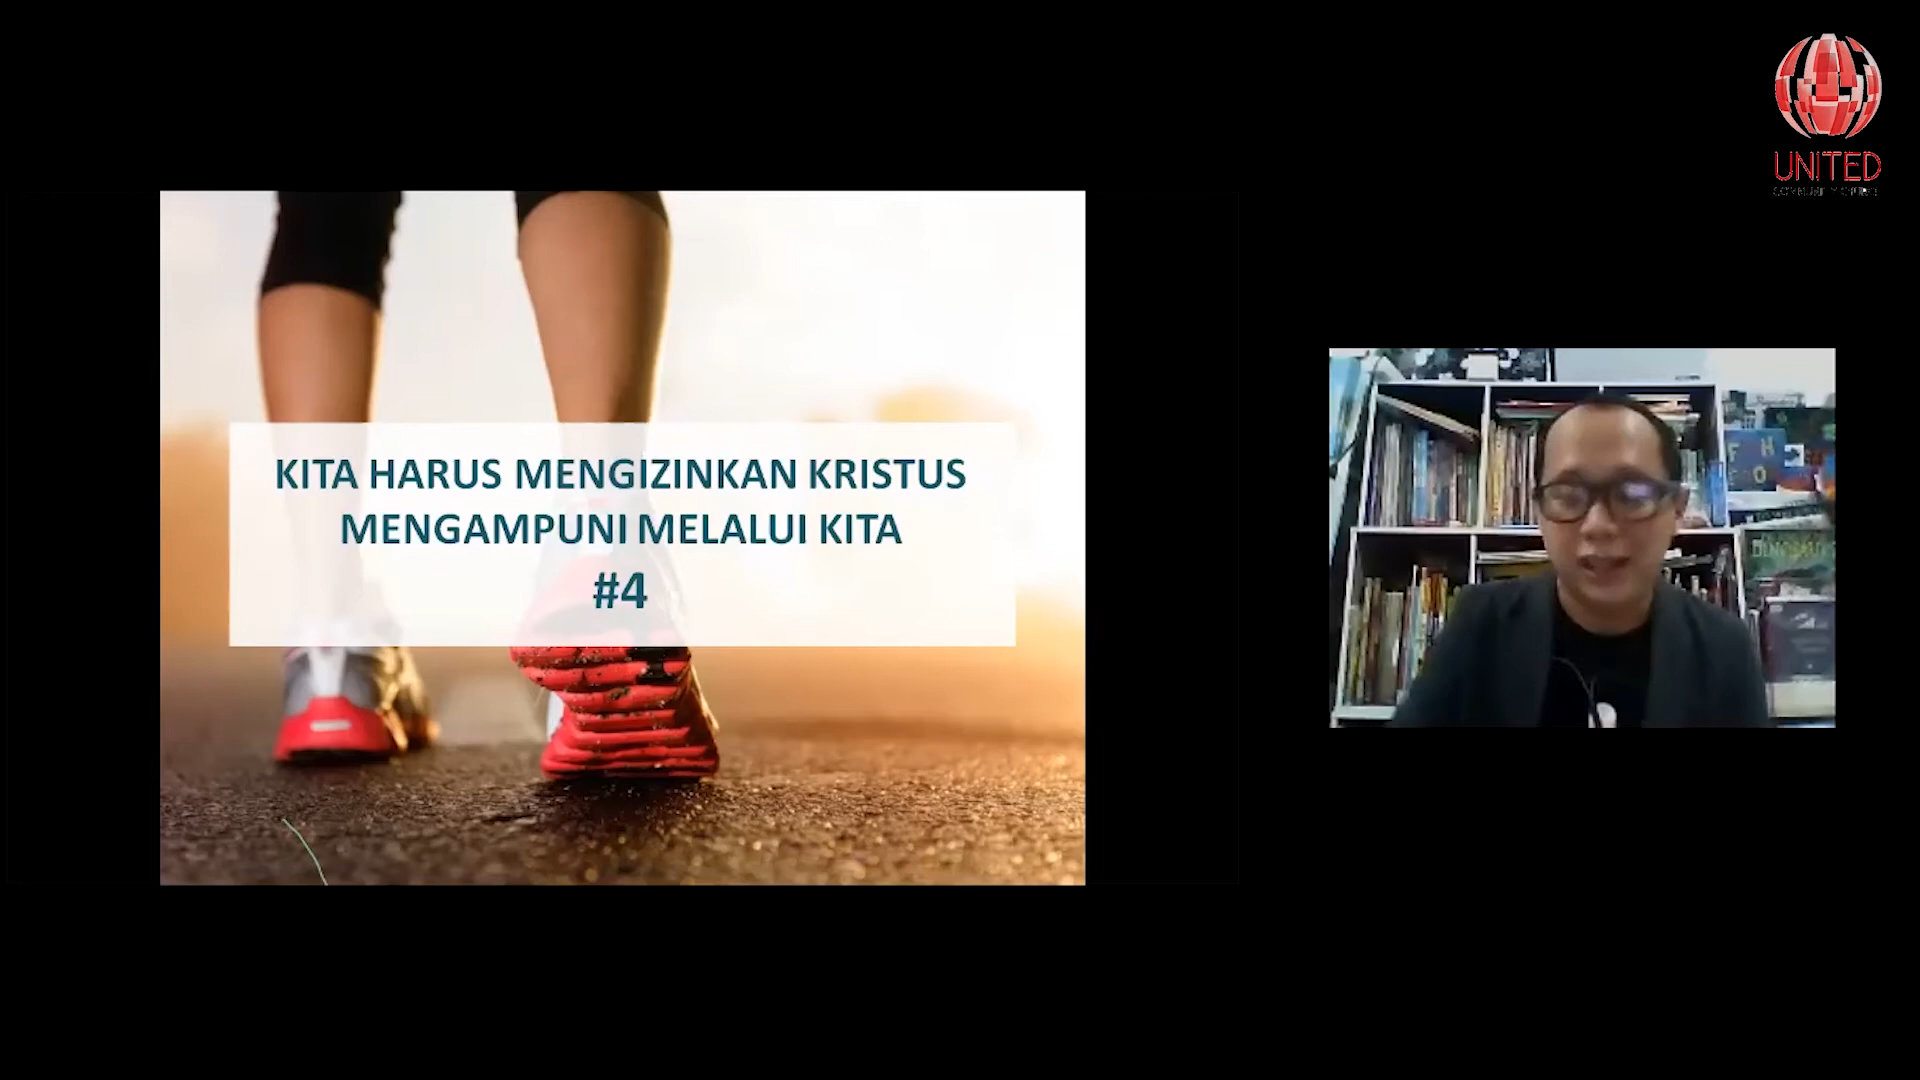 KITA HARUS MENGIZINKAN KRISTUS
MENGAMPUNI MELALUI KITA
#4
UNITED